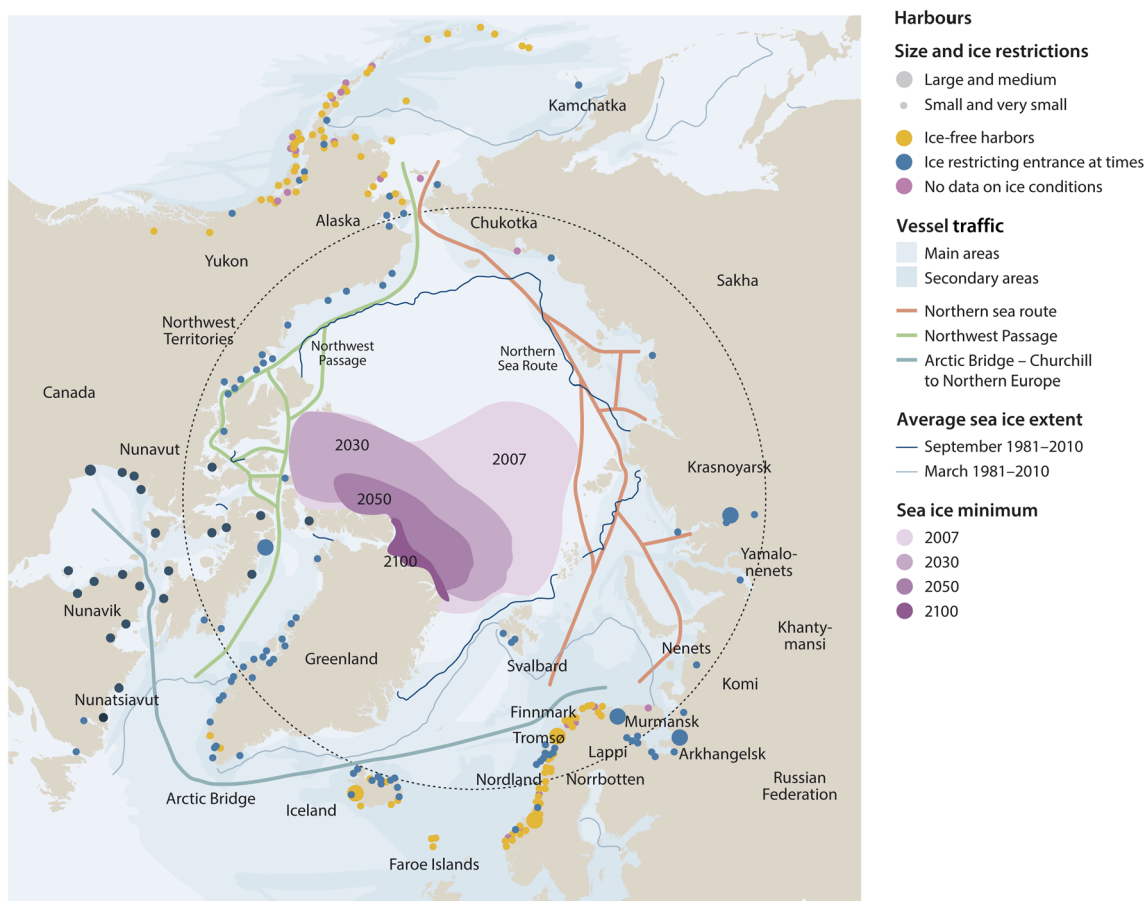 Kamchatka
Alaska
Chukotka
Yukon
Sakha
Northwest
Territories
Northwest
Passage
Northern
Sea Route
Canada
2030
2007
Nunavut
Krasnoyarsk
2050
2100
Yamalo-
nenets
Nunavik
Khanty-
mansi
Greenland
Svalbard
Nenets
Komi
Nunatsiavut
Finnmark
Murmansk
Tromsø
Lappi
Arkhangelsk
Nordland
Norrbotten
Russian
Federation
Arctic Bridge
Iceland
Faroe Islands
Harbours
Size and ice restrictions
Large and medium
Small and very small
Ice-free harbors
Ice restricting entrance at times
No data on ice conditions
Vessel traffic
Main areas
Secondary areas
Northern sea route
Northwest Passage
Arctic Bridge – Churchill
to Northern Europe
Average sea ice extent
September 1981–2010
March 1981–2010
Sea ice minimum
2007
2030
2050
2100